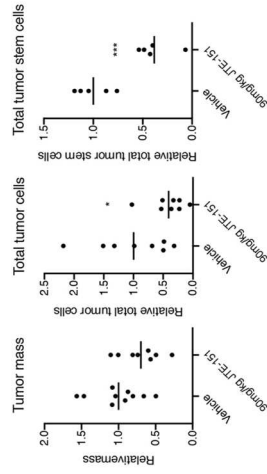 Tumor mass
Relativemass
1.5
1.0
0.5
0.0
Vehicle
90mg/kg JTE-151
Total tumor cells
Relative total tumor cells
2.5
2.0
1.5
1.0
0.5
0.0
*
Vehicle
90mg/kg JTE-151
Total tumor stem cells
Relative total tumor stem cells
1.5
1.0
0.5
0.0
***
Vehicle
90mg/kg JTE-151